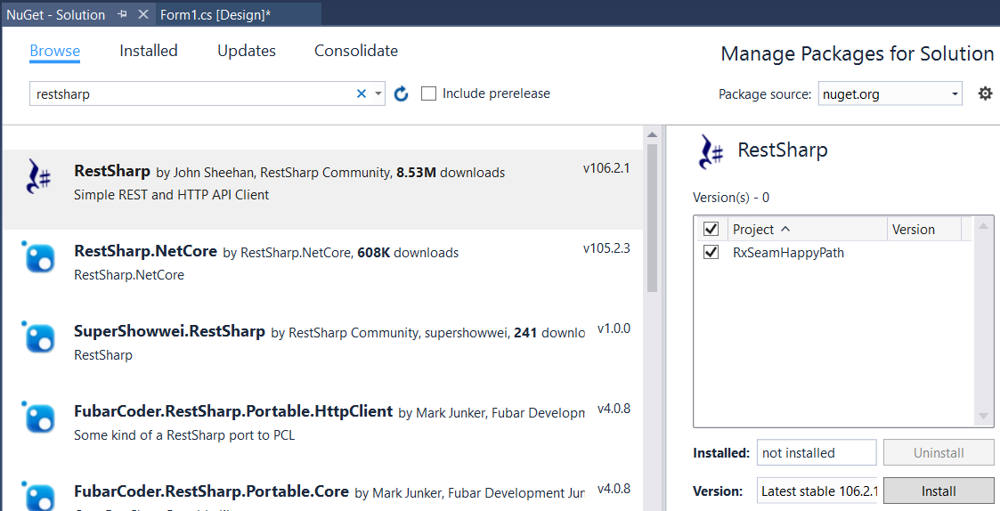 NuGet - Solution Form1.cs [Design]*
Browse Installed Updates Consolidate
Manage Packages for Solution
restsharp Include prerelease Package source: nuget.org
RestSharp by John Sheehan, RestSharp Community, 8.53M downloads v106.2.1
Simple REST and HTTP API Client
RestSharp.NetCore by RestSharp.NetCore, 608K downloads v105.2.3
RestSharp.NetCore
SuperShowwei.RestSharp by RestSharp Community, supershowwei, 241 downlo v1.0.0
RestSharp
FubarCoder.RestSharp.Portable.HttpClient by Mark Junker, Fubar Developm v4.0.8
Some kind of a RestSharp port to PCL
FubarCoder.RestSharp.Portable.Core by Mark Junker, Fubar Development Jun v4.0.8
RestSharp
Version(s) - 0
Project Version
RxSeamHappyPath
Installed: not installed Uninstall
Version: Latest stable 106.2.1 Install